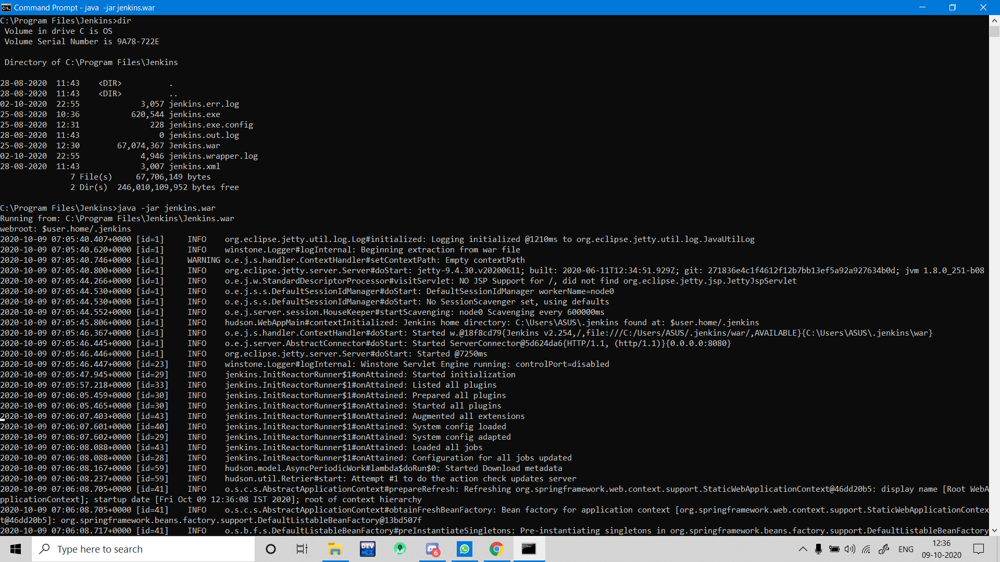 Command Prompt - java  -jar jenkins.war
C:\Program Files\Jenkins>dir
 Volume in drive C is OS
 Volume Serial Number is 9A78-722E
 Directory of C:\Program Files\Jenkins
28-08-2020  11:43    <DIR>          .
28-08-2020  11:43    <DIR>          ..
02-10-2020  22:55             3,057 jenkins.err.log
25-08-2020  10:36           620,544 jenkins.exe
25-08-2020  12:31               228 jenkins.exe.config
28-08-2020  11:43                 0 jenkins.out.log
25-08-2020  12:30        67,074,367 Jenkins.war
02-10-2020  22:55             4,946 jenkins.wrapper.log
28-08-2020  11:43             3,007 jenkins.xml
               7 File(s)     67,706,149 bytes
               2 Dir(s)  246,010,109,952 bytes free
C:\Program Files\Jenkins>java -jar jenkins.war
Running from: C:\Program Files\Jenkins\Jenkins.war
webroot: $user.home/.jenkins
2020-10-09 07:05:40.407+0000 [id=1]     INFO    org.eclipse.jetty.util.log.Log#initialized: Logging initialized @1210ms to org.eclipse.jetty.util.log.JavaUtilLog
2020-10-09 07:05:40.620+0000 [id=1]     INFO    winstone.Logger#logInternal: Beginning extraction from war file
2020-10-09 07:05:40.746+0000 [id=1]     WARNING o.e.j.s.handler.ContextHandler#setContextPath: Empty contextPath
2020-10-09 07:05:40.800+0000 [id=1]     INFO    org.eclipse.jetty.server.Server#doStart: jetty-9.4.30.v20200611; built: 2020-06-11T12:34:51.929Z; git: 271836e4c1f4612f12b7bb13ef5a92a927634b0d; jvm 1.8.0_251-b08
2020-10-09 07:05:44.266+0000 [id=1]     INFO    o.e.j.w.StandardDescriptorProcessor#visitServlet: NO JSP Support for /, did not find org.eclipse.jetty.jsp.JettyJspServlet
2020-10-09 07:05:44.530+0000 [id=1]     INFO    o.e.j.s.s.DefaultSessionIdManager#doStart: DefaultSessionIdManager workerName=node0
2020-10-09 07:05:44.530+0000 [id=1]     INFO    o.e.j.s.s.DefaultSessionIdManager#doStart: No SessionScavenger set, using defaults
2020-10-09 07:05:44.552+0000 [id=1]     INFO    o.e.j.server.session.HouseKeeper#startScavenging: node0 Scavenging every 600000ms
2020-10-09 07:05:45.806+0000 [id=1]     INFO    hudson.WebAppMain#contextInitialized: Jenkins home directory: C:\Users\ASUS\.jenkins found at: $user.home/.jenkins
2020-10-09 07:05:46.367+0000 [id=1]     INFO    o.e.j.s.handler.ContextHandler#doStart: Started w.@18f8cd79{Jenkins v2.254,/,file:///C:/Users/ASUS/.jenkins/war/,AVAILABLE}{C:\Users\ASUS\.jenkins\war}
2020-10-09 07:05:46.445+0000 [id=1]     INFO    o.e.j.server.AbstractConnector#doStart: Started ServerConnector@5d624da6{HTTP/1.1, (http/1.1)}{0.0.0.0:8080}
2020-10-09 07:05:46.446+0000 [id=1]     INFO    org.eclipse.jetty.server.Server#doStart: Started @7250ms
2020-10-09 07:05:46.447+0000 [id=23]    INFO    winstone.Logger#logInternal: Winstone Servlet Engine running: controlPort=disabled
2020-10-09 07:05:47.945+0000 [id=29]    INFO    jenkins.InitReactorRunner$1#onAttained: Started initialization
2020-10-09 07:05:57.218+0000 [id=33]    INFO    jenkins.InitReactorRunner$1#onAttained: Listed all plugins
2020-10-09 07:06:05.459+0000 [id=30]    INFO    jenkins.InitReactorRunner$1#onAttained: Prepared all plugins
2020-10-09 07:06:05.465+0000 [id=30]    INFO    jenkins.InitReactorRunner$1#onAttained: Started all plugins
2020-10-09 07:06:07.403+0000 [id=43]    INFO    jenkins.InitReactorRunner$1#onAttained: Augmented all extensions
2020-10-09 07:06:07.601+0000 [id=40]    INFO    jenkins.InitReactorRunner$1#onAttained: System config loaded
2020-10-09 07:06:07.602+0000 [id=29]    INFO    jenkins.InitReactorRunner$1#onAttained: System config adapted
2020-10-09 07:06:08.088+0000 [id=43]    INFO    jenkins.InitReactorRunner$1#onAttained: Loaded all jobs
2020-10-09 07:06:08.088+0000 [id=28]    INFO    jenkins.InitReactorRunner$1#onAttained: Configuration for all jobs updated
2020-10-09 07:06:08.167+0000 [id=59]    INFO    hudson.model.AsyncPeriodicWork#lambda$doRun$0: Started Download metadata
2020-10-09 07:06:08.237+0000 [id=59]    INFO    hudson.util.Retrier#start: Attempt #1 to do the action check updates server
2020-10-09 07:06:08.705+0000 [id=41]    INFO    o.s.c.s.AbstractApplicationContext#prepareRefresh: Refreshing org.springframework.web.context.support.StaticWebApplicationContext@46dd20b5: display name [Root WebA
pplicationContext]; startup date [Fri Oct 09 12:36:08 IST 2020]; root of context hierarchy
2020-10-09 07:06:08.705+0000 [id=41]    INFO    o.s.c.s.AbstractApplicationContext#obtainFreshBeanFactory: Bean factory for application context [org.springframework.web.context.support.StaticWebApplicationContex
t@46dd20b5]: org.springframework.beans.factory.support.DefaultListableBeanFactory@13bd507f
2020-10-09 07:06:08.717+0000 [id=41]    INFO    o.s.b.f.s.DefaultListableBeanFactory#preInstantiateSingletons: Pre-instantiating singletons in org.springframework.beans.factory.support.DefaultListableBeanFactory
Type here to search
DEV
C++
6
ENG
12:36
09-10-2020